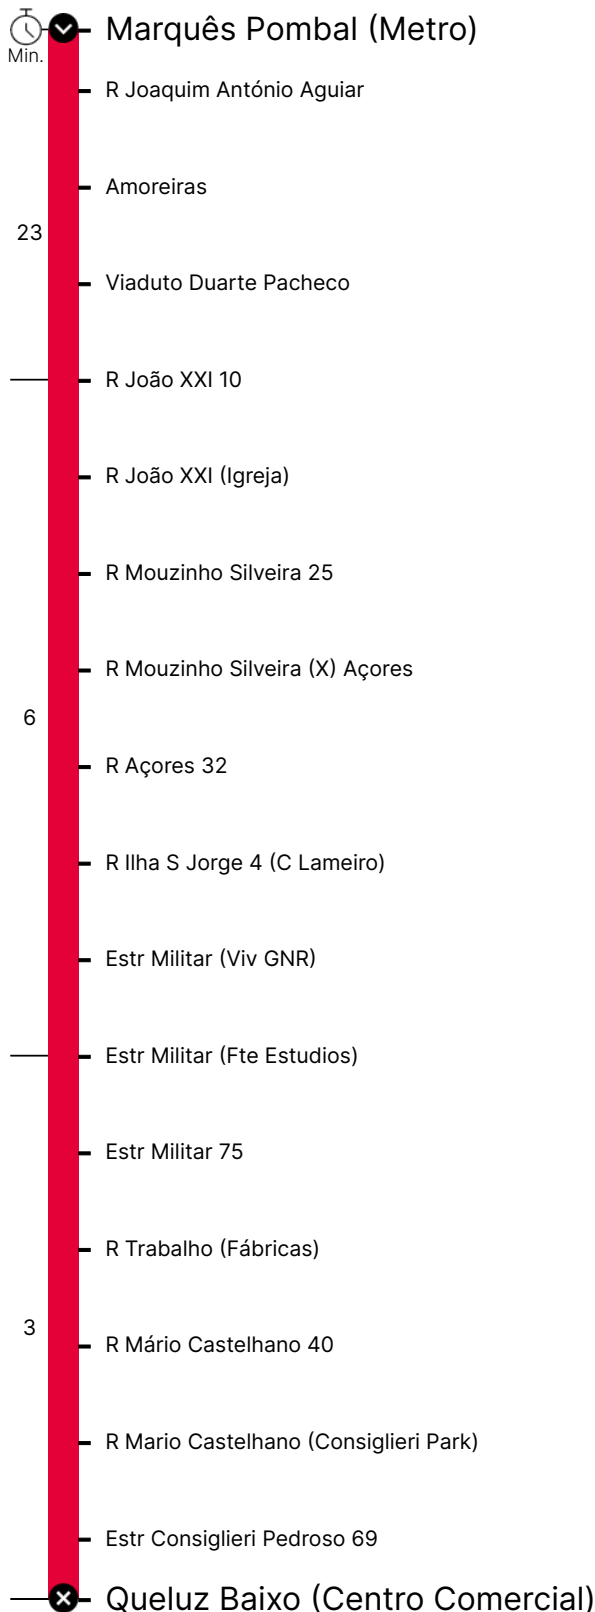 Marquês Pombal (Metro)
Min.
R Joaquim António Aguiar
Amoreiras
23
Viaduto Duarte Pacheco
R João XXI 10
R João XXI (Igreja)
R Mouzinho Silveira 25
R Mouzinho Silveira (X) Açores
6
R Açores 32
R Ilha S Jorge 4 (C Lameiro)
Estr Militar (Viv GNR)
Estr Militar (Fte Estudios)
Estr Militar 75
R Trabalho (Fábricas)
3
R Mário Castelhano 40
R Mario Castelhano (Consiglieri Park)
Estr Consiglieri Pedroso 69
Queluz Baixo (Centro Comercial)